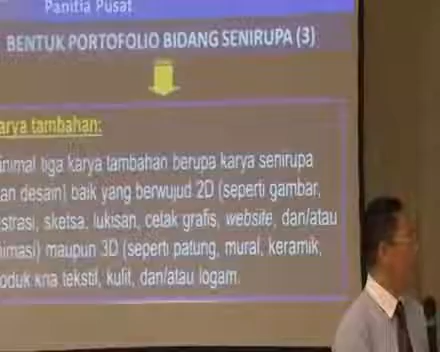 Panitia Pusat
BENTUK PORTOFOLIO BIDANG SENIRUPA (3)
arya tambahan:
inimal tiga karya tambahan berupa karya senirupa
an desain) baik yang berwujud 2D (seperti gambar,
strasi, sketsa, lukisan, cetak grafis, website, dan/atau
imasi) maupun 3D (seperti patung, mural, keramik,
oduk kria tekstil, kulit, dan/atau logam.